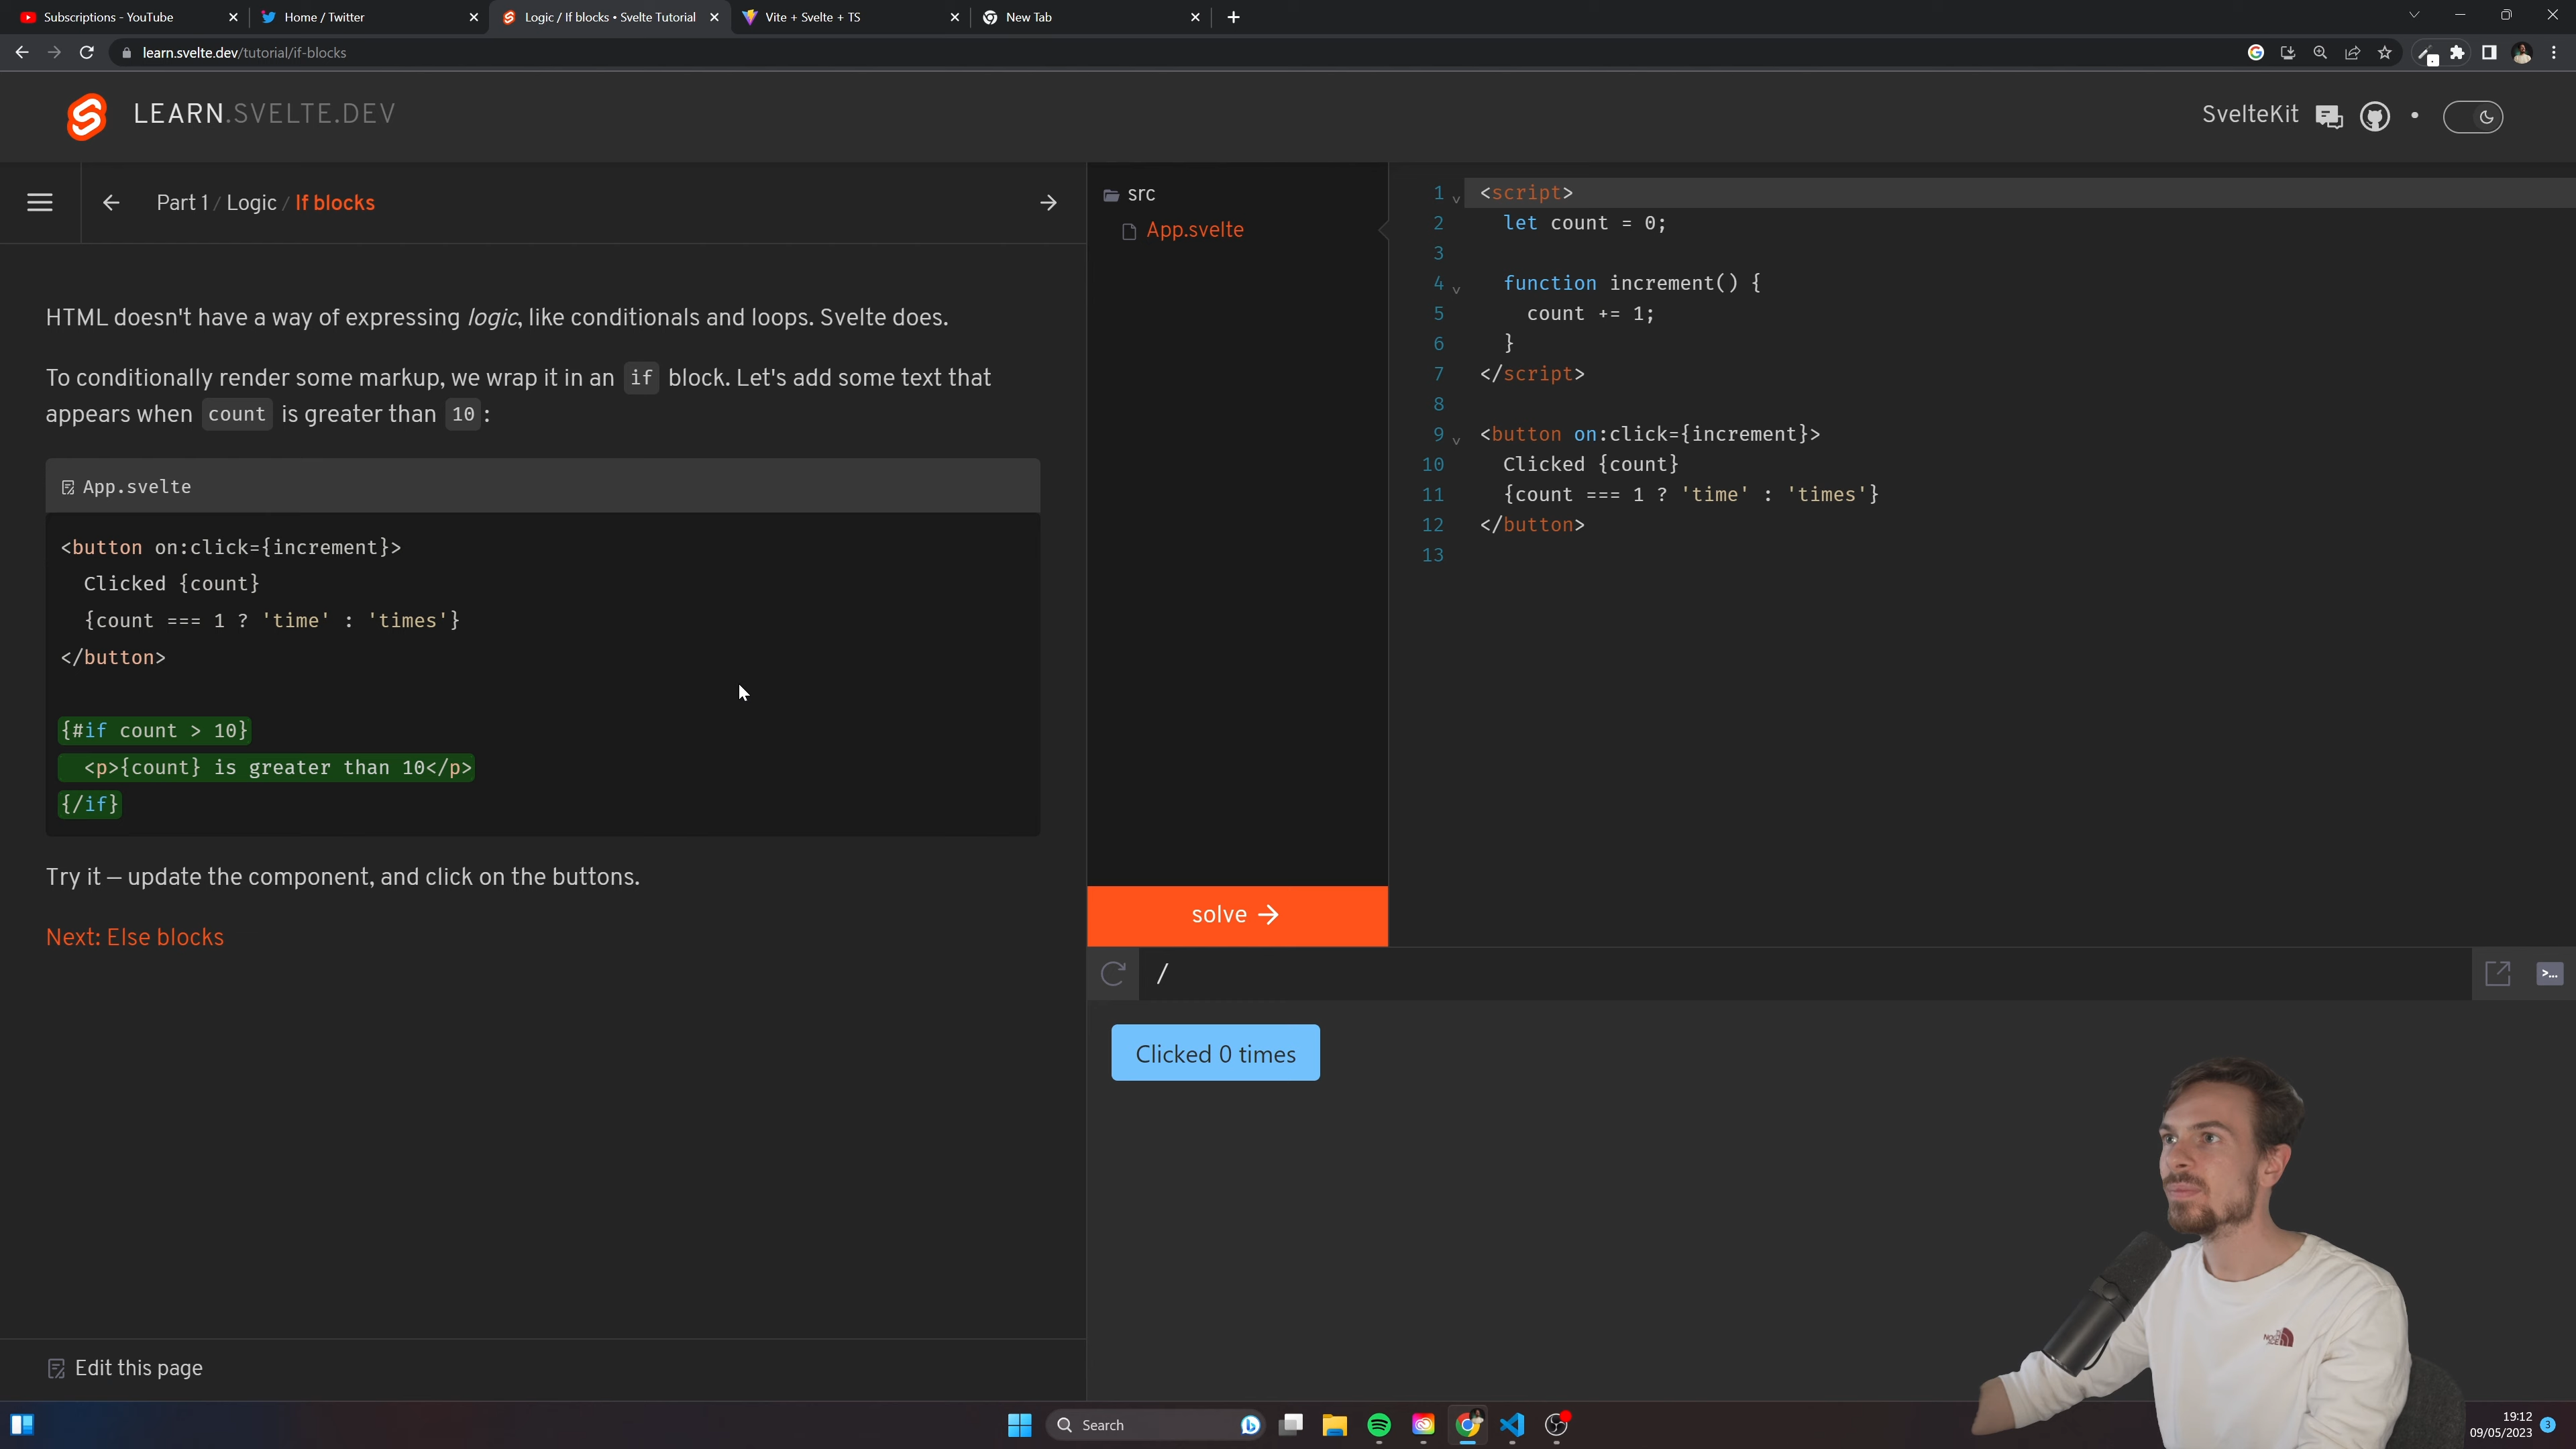 Subscriptions - YouTube
Home / Twitter
Logic / If blocks • Svelte Tutorial
Vite + Svelte + TS
New Tab
learn.svelte.dev/tutorial/if-blocks
LEARN.SVELTE.DEV
SvelteKit
Part 1 / Logic / If blocks
HTML doesn't have a way of expressing logic, like conditionals and loops. Svelte does.
To conditionally render some markup, we wrap it in an if block. Let's add some text that
appears when count is greater than 10 :
App.svelte
<button on:click={increment}>
Clicked {count}
{count === 1 ? 'time' : 'times'}
</button>
{#if count > 10}
<p>{count} is greater than 10</p>
{/if}
Try it — update the component, and click on the buttons.
Next: Else blocks
Edit this page
src
App.svelte
solve
1 <script>
2 let count = 0;
3
4 function increment() {
5 count += 1;
6 }
7 </script>
8
9 <button on:click={increment}>
10 Clicked {count}
11 {count === 1 ? 'time' : 'times'}
12 </button>
13
/
>...
Clicked 0 times
Search
19:12
09/05/2023
3